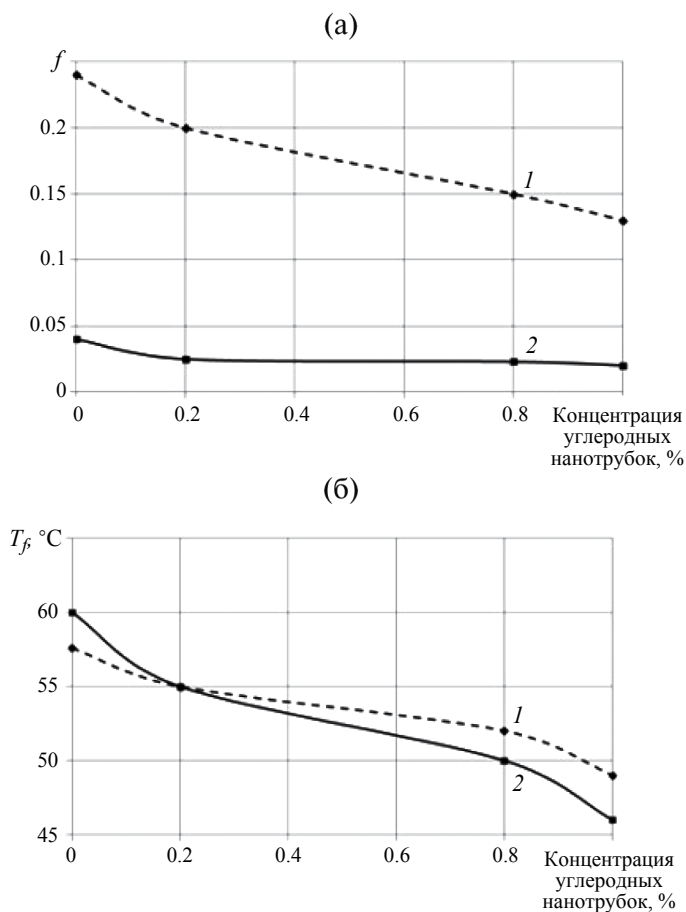 (а)
f
0.2
1
0.15
0.1
0.05
2
0
0 0.2 0.4 0.6 0.8 Концентрация
углеродных
нанотрубок, %
(б)
Tf, °C
60
55
1
50
2
45
0 0.2 0.4 0.6 0.8 Концентрация
углеродных
нанотрубок, %